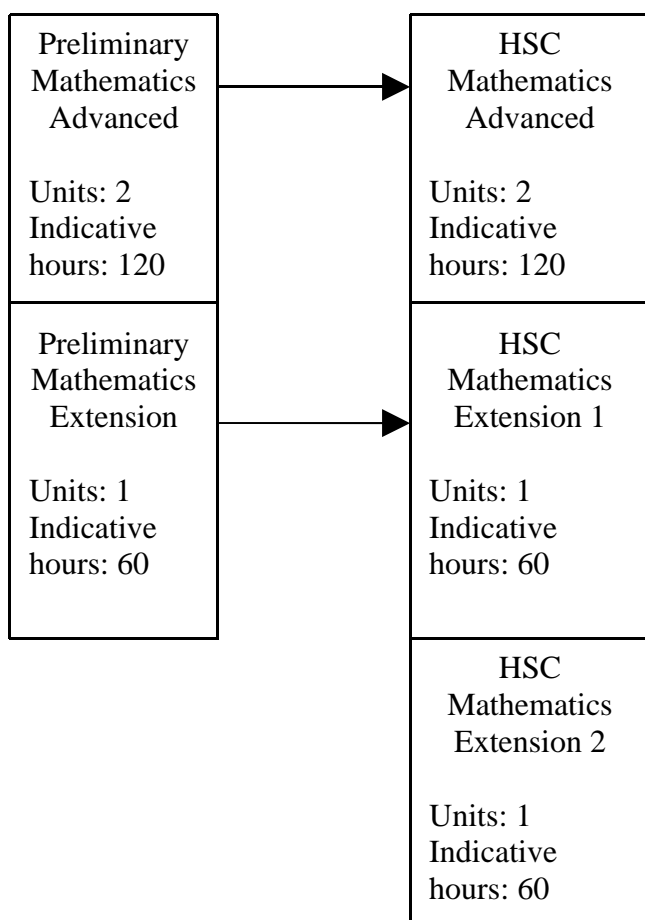 Preliminary
Mathematics
Advanced
Units: 2
Indicative
hours: 120
HSC
Mathematics
Advanced
Units: 2
Indicative
hours: 120
Preliminary
Mathematics
Extension
Units: 1
Indicative
hours: 60
HSC
Mathematics
Extension 1
Units: 1
Indicative
hours: 60
HSC
Mathematics
Extension 2
Units: 1
Indicative
hours: 60